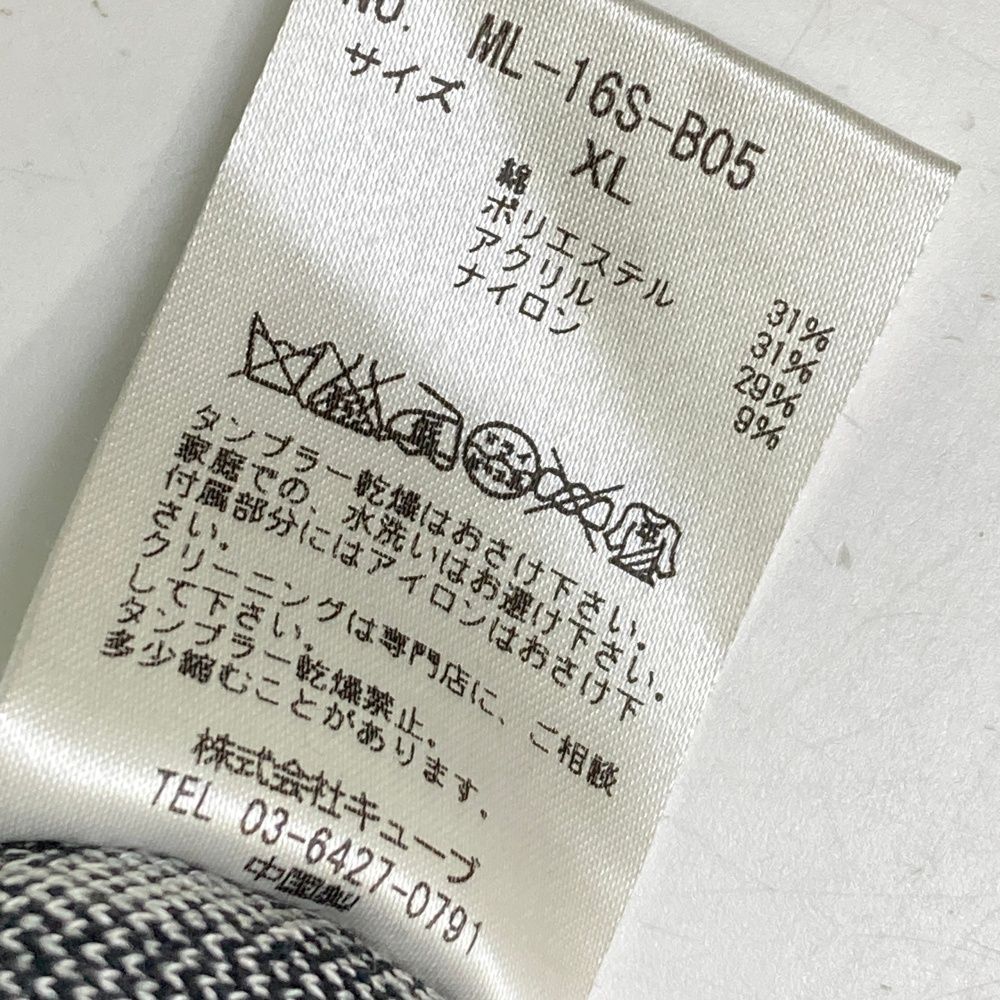 No. ML-16S-B05
サイズ XL
綿 31%
ポリエステル 31%
アクリル 29%
ナイロン 9%
タンブラー乾燥はおさけ下さい.
家庭での、水洗いはお避け下さい.
付属部分にはアイロンはおさけ下
さい.
クリーニングは専門店に、ご相談
して下さい.
タンブラー乾燥禁止.
多少縮むことがあります.
株式会社キューブ
TEL 03-6427-0791
中国製